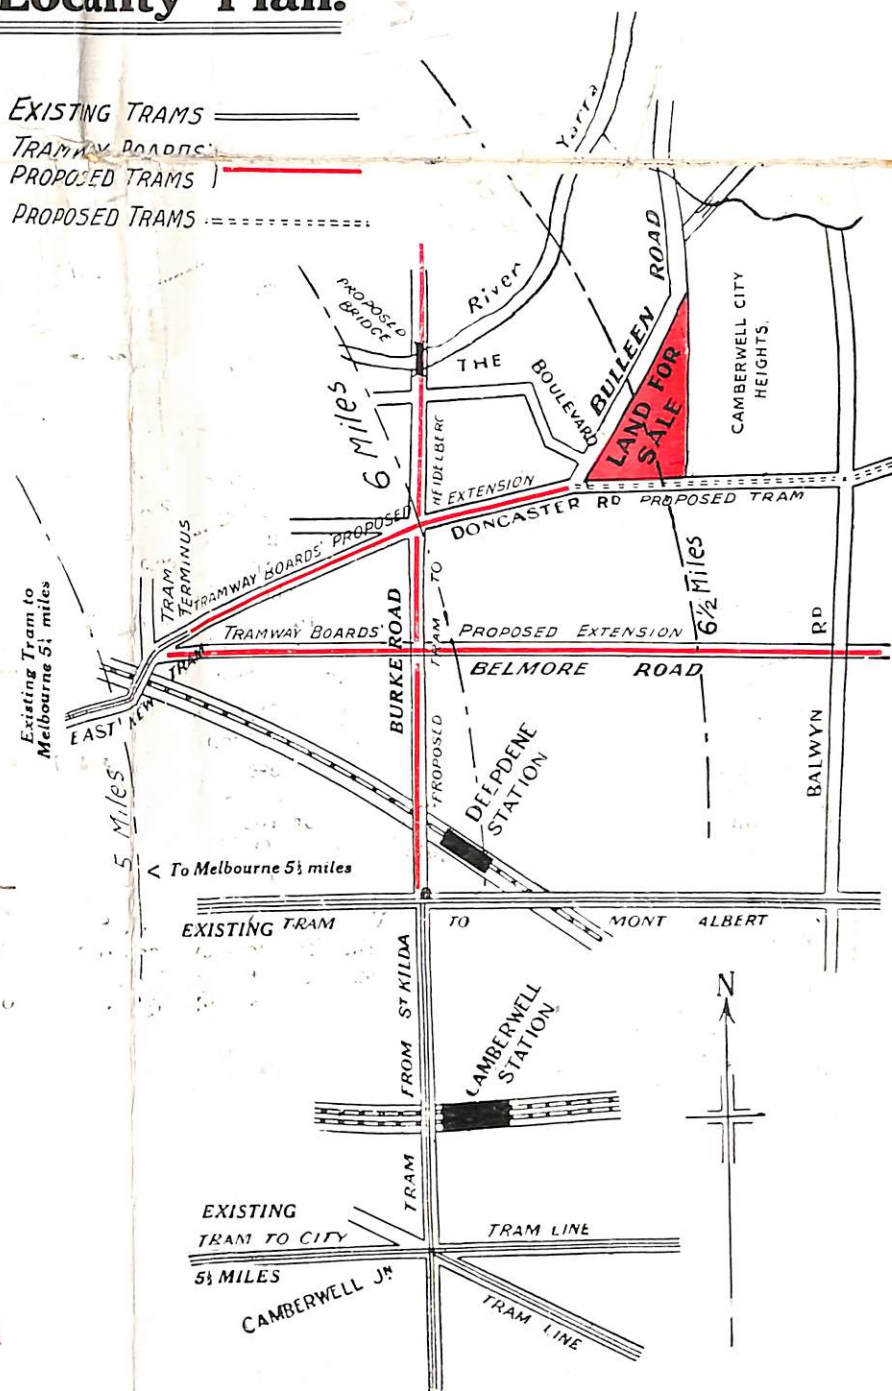 Locality Plan.
EXISTING TRAMS
TRAMWAY BOARDS'
PROPOSED TRAMS
PROPOSED TRAMS
Yarra
River
PROPOSED
BRIDGE
THE
BOULEVARD
BULLEEN
ROAD
LAND FOR
SALE
CAMBERWELL CITY
HEIGHTS.
6 Miles
HEIDELBERG
EXTENSION
DONCASTER RD
PROPOSED TRAM
TRAM
TERMINUS
TRAMWAY BOARDS' PROPOSED
Existing Tram to
Melbourne 5¼ miles
TRAMWAY BOARDS'
PROPOSED EXTENSION
6½ Miles
RD
BALWYN
TRAM
EAST KEW
BELMORE ROAD
BURKE ROAD
TRAM TO
PROPOSED
DEEPDENE
STATION
5 Miles
< To Melbourne 5½ miles
EXISTING TRAM TO MONT ALBERT
N
TRAM FROM ST KILDA
CAMBERWELL
STATION
EXISTING
TRAM TO CITY
5½ MILES
TRAM LINE
CAMBERWELL JN
TRAM LINE